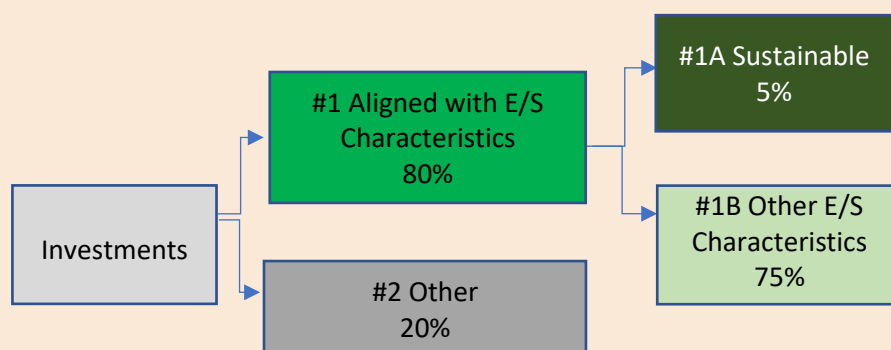 Investments
#1 Aligned with E/S
Characteristics
80%
#2 Other
20%
#1A Sustainable
5%
#1B Other E/S
Characteristics
75%